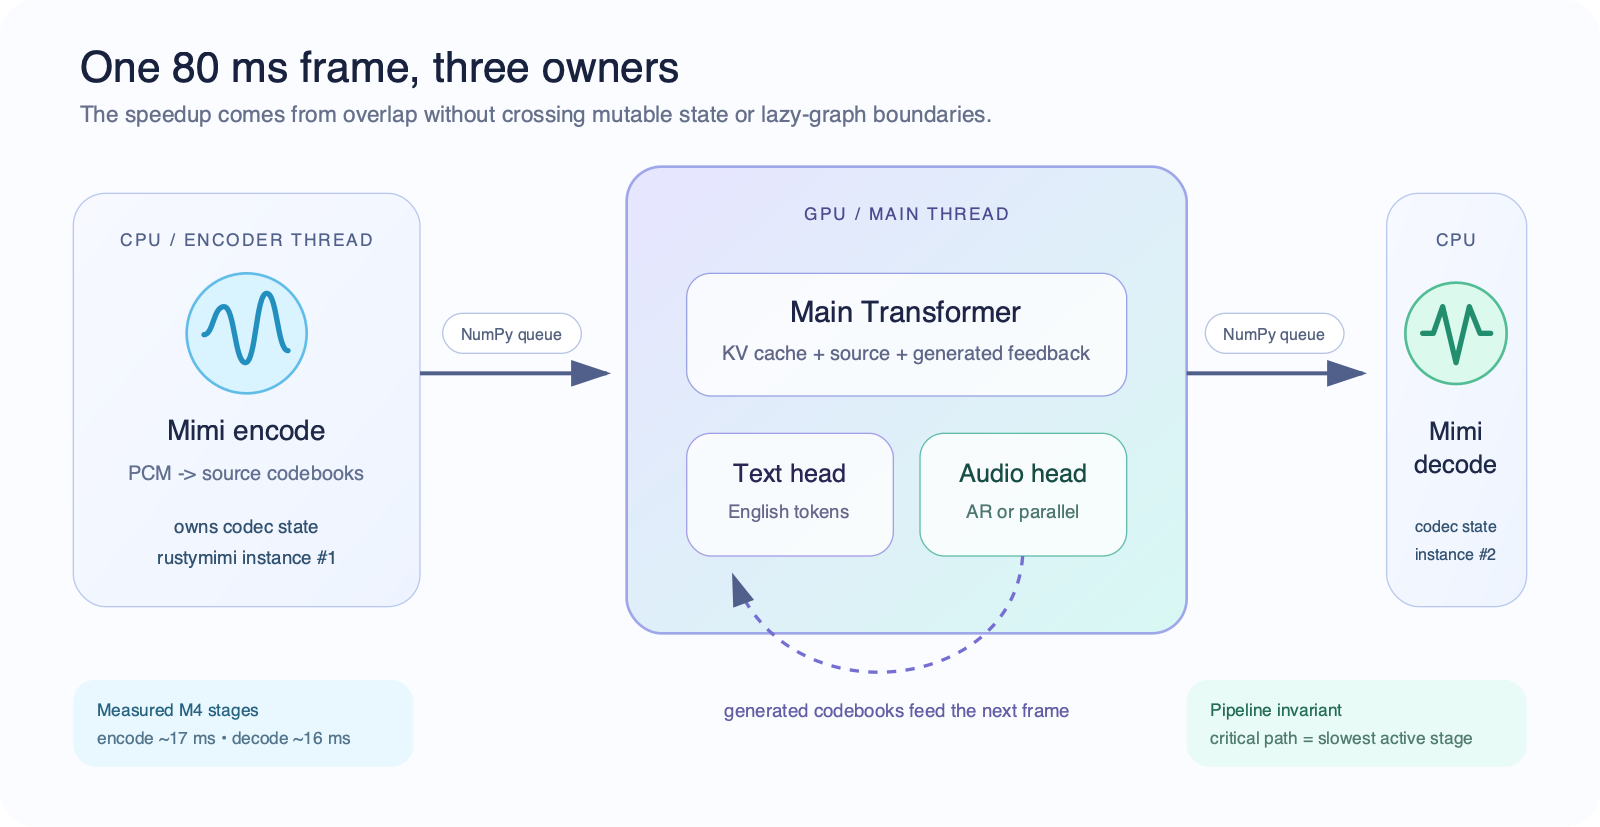 One 80 ms frame, three owners
The speedup comes from overlap without crossing mutable state or lazy-graph boundaries.
CPU / ENCODER THREAD
Mimi encode
PCM -> source codebooks
owns codec state
rustymimi instance #1
NumPy queue
GPU / MAIN THREAD
Main Transformer
KV cache + source + generated feedback
Text head
English tokens
Audio head
AR or parallel
generated codebooks feed the next frame
NumPy queue
CPU
Mimi
decode
codec state
instance #2
Measured M4 stages
encode ~17 ms • decode ~16 ms
Pipeline invariant
critical path = slowest active stage